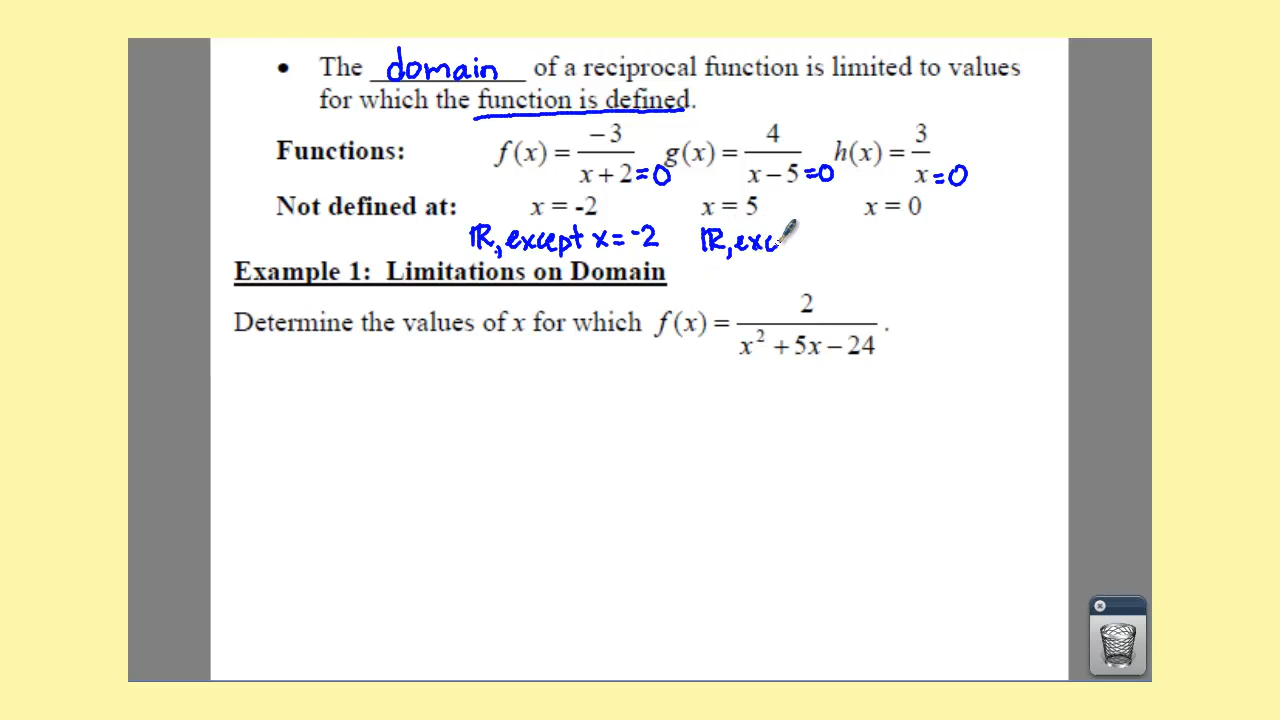 • The domain of a reciprocal function is limited to values
for which the function is defined.
Functions: f(x) = -3/(x + 2) = 0 g(x) = 4/(x - 5) = 0 h(x) = 3/x = 0
Not defined at: x = -2 x = 5 x = 0
ℝ, except x = -2 ℝ, exc
Example 1: Limitations on Domain
Determine the values of x for which f(x) = 2/(x² + 5x - 24).